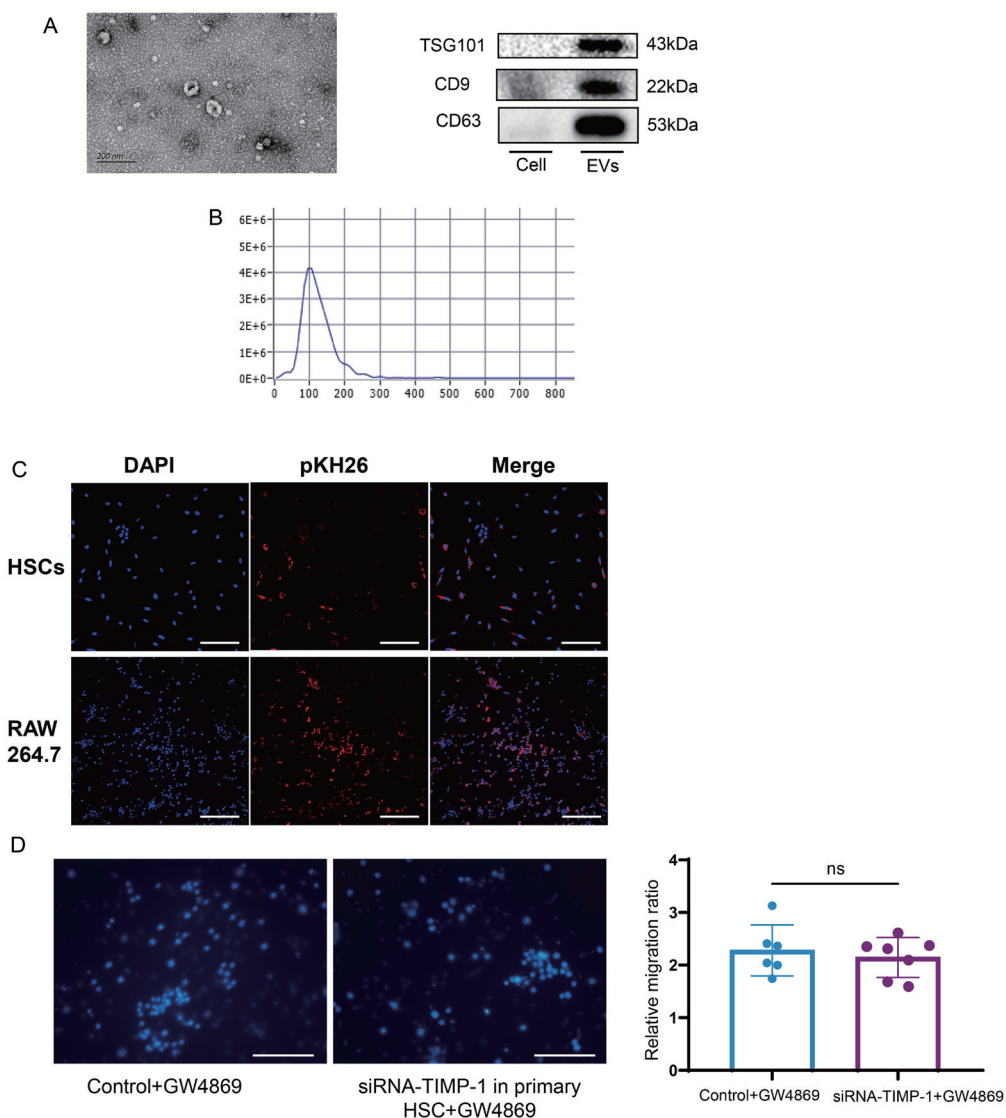 A
200 nm
TSG101
43kDa
CD9
22kDa
CD63
53kDa
Cell
EVs
B
6E+6
5E+6
4E+6
3E+6
2E+6
1E+6
0E+0
0 100 200 300 400 500 600 700 800
C
DAPI pKH26 Merge
HSCs
RAW
264.7
D
Control+GW4869
siRNA-TIMP-1 in primary
HSC+GW4869
Relative migration ratio
4
3
2
1
0
ns
Control+GW4869
siRNA-TIMP-1+GW4869